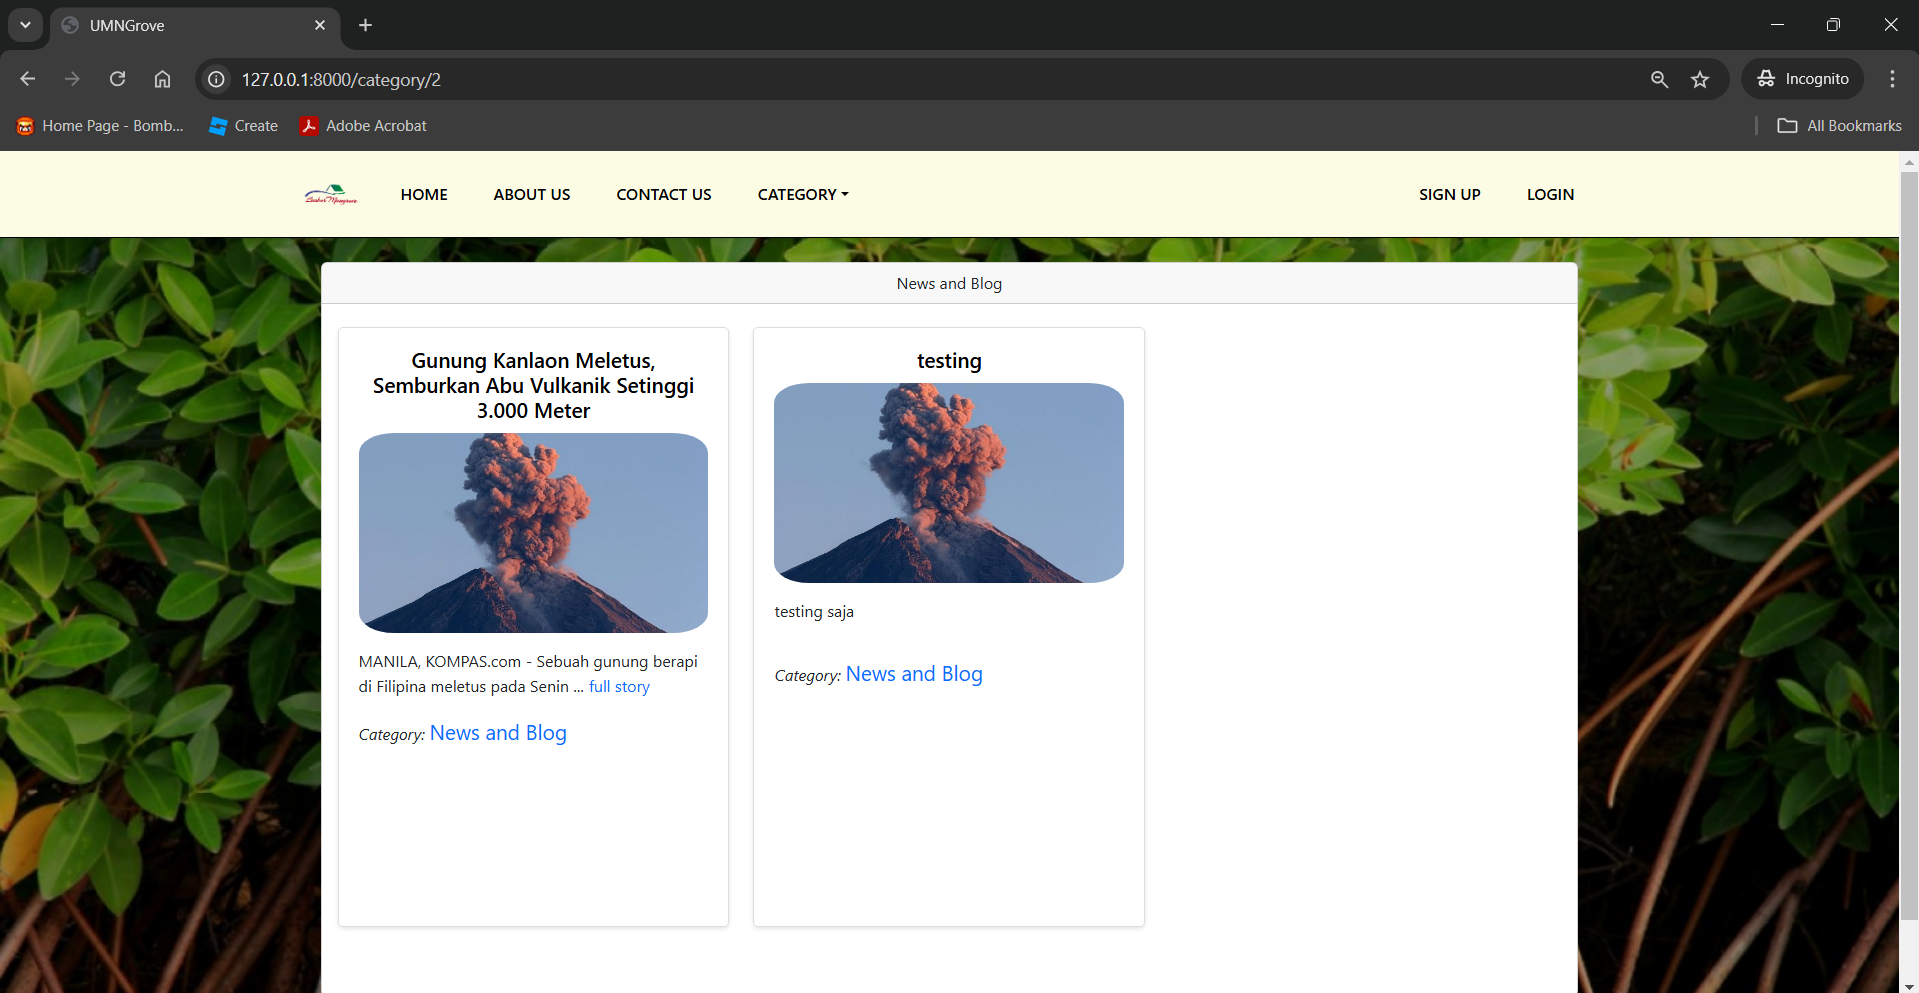 UMNGrove
127.0.0.1:8000/category/2
Incognito
Home Page - Bomb...
Create
Adobe Acrobat
All Bookmarks
HOME
ABOUT US
CONTACT US
CATEGORY
SIGN UP
LOGIN
News and Blog
Gunung Kanlaon Meletus,
Semburkan Abu Vulkanik Setinggi
3.000 Meter
MANILA, KOMPAS.com - Sebuah gunung berapi
di Filipina meletus pada Senin ... full story
Category: News and Blog
testing
testing saja
Category: News and Blog